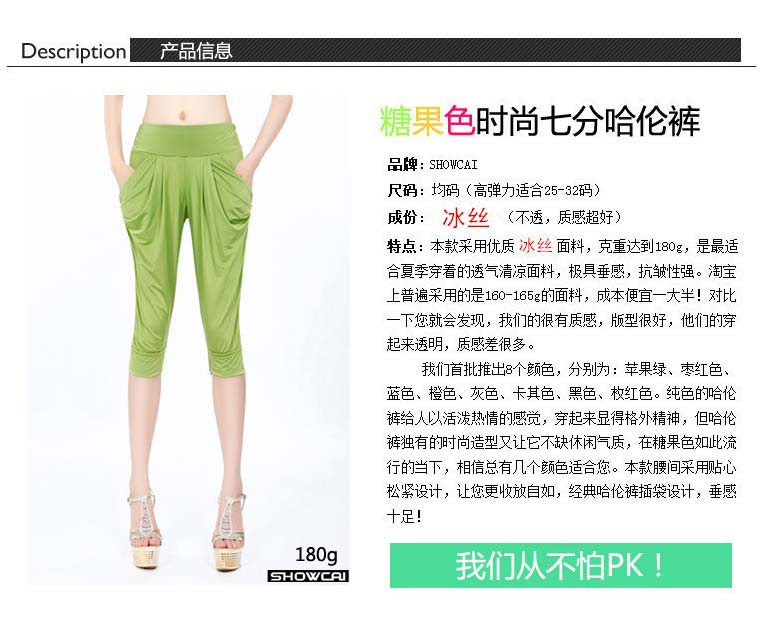 Description
产品信息
糖果色时尚七分哈伦裤
品牌：SHOWCAI
尺码：均码（高弹力适合25-32码）
成份： 冰丝 （不透，质感超好）
特点：本款采用优质 冰丝 面料，克重达到180g，是最适
合夏季穿着的透气清凉面料，极具垂感，抗皱性强。淘宝
上普遍采用的是160-165g的面料，成本便宜一大半！对比
一下您就会发现，我们的很有质感，版型很好，他们的穿
起来透明，质感差很多。
我们首批推出8个颜色，分别为：苹果绿、枣红色、
蓝色、橙色、灰色、卡其色、黑色、枚红色。纯色的哈伦
裤给人以活泼热情的感觉，穿起来显得格外精神，但哈伦
裤独有的时尚造型又让它不缺休闲气质，在糖果色如此流
行的当下，相信总有几个颜色适合您。本款腰间采用贴心
松紧设计，让您更收放自如，经典哈伦裤插袋设计，垂感
十足！
180g
SHOWCAI
我们从不怕PK！